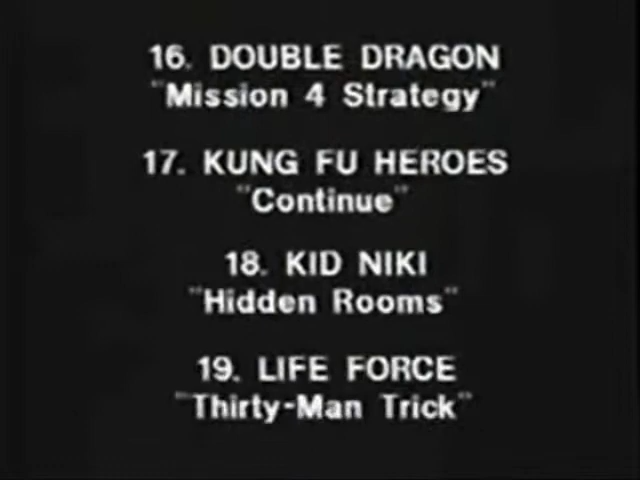 16. DOUBLE DRAGON
"Mission 4 Strategy"
17. KUNG FU HEROES
"Continue"
18. KID NIKI
"Hidden Rooms"
19. LIFE FORCE
"Thirty-Man Trick"